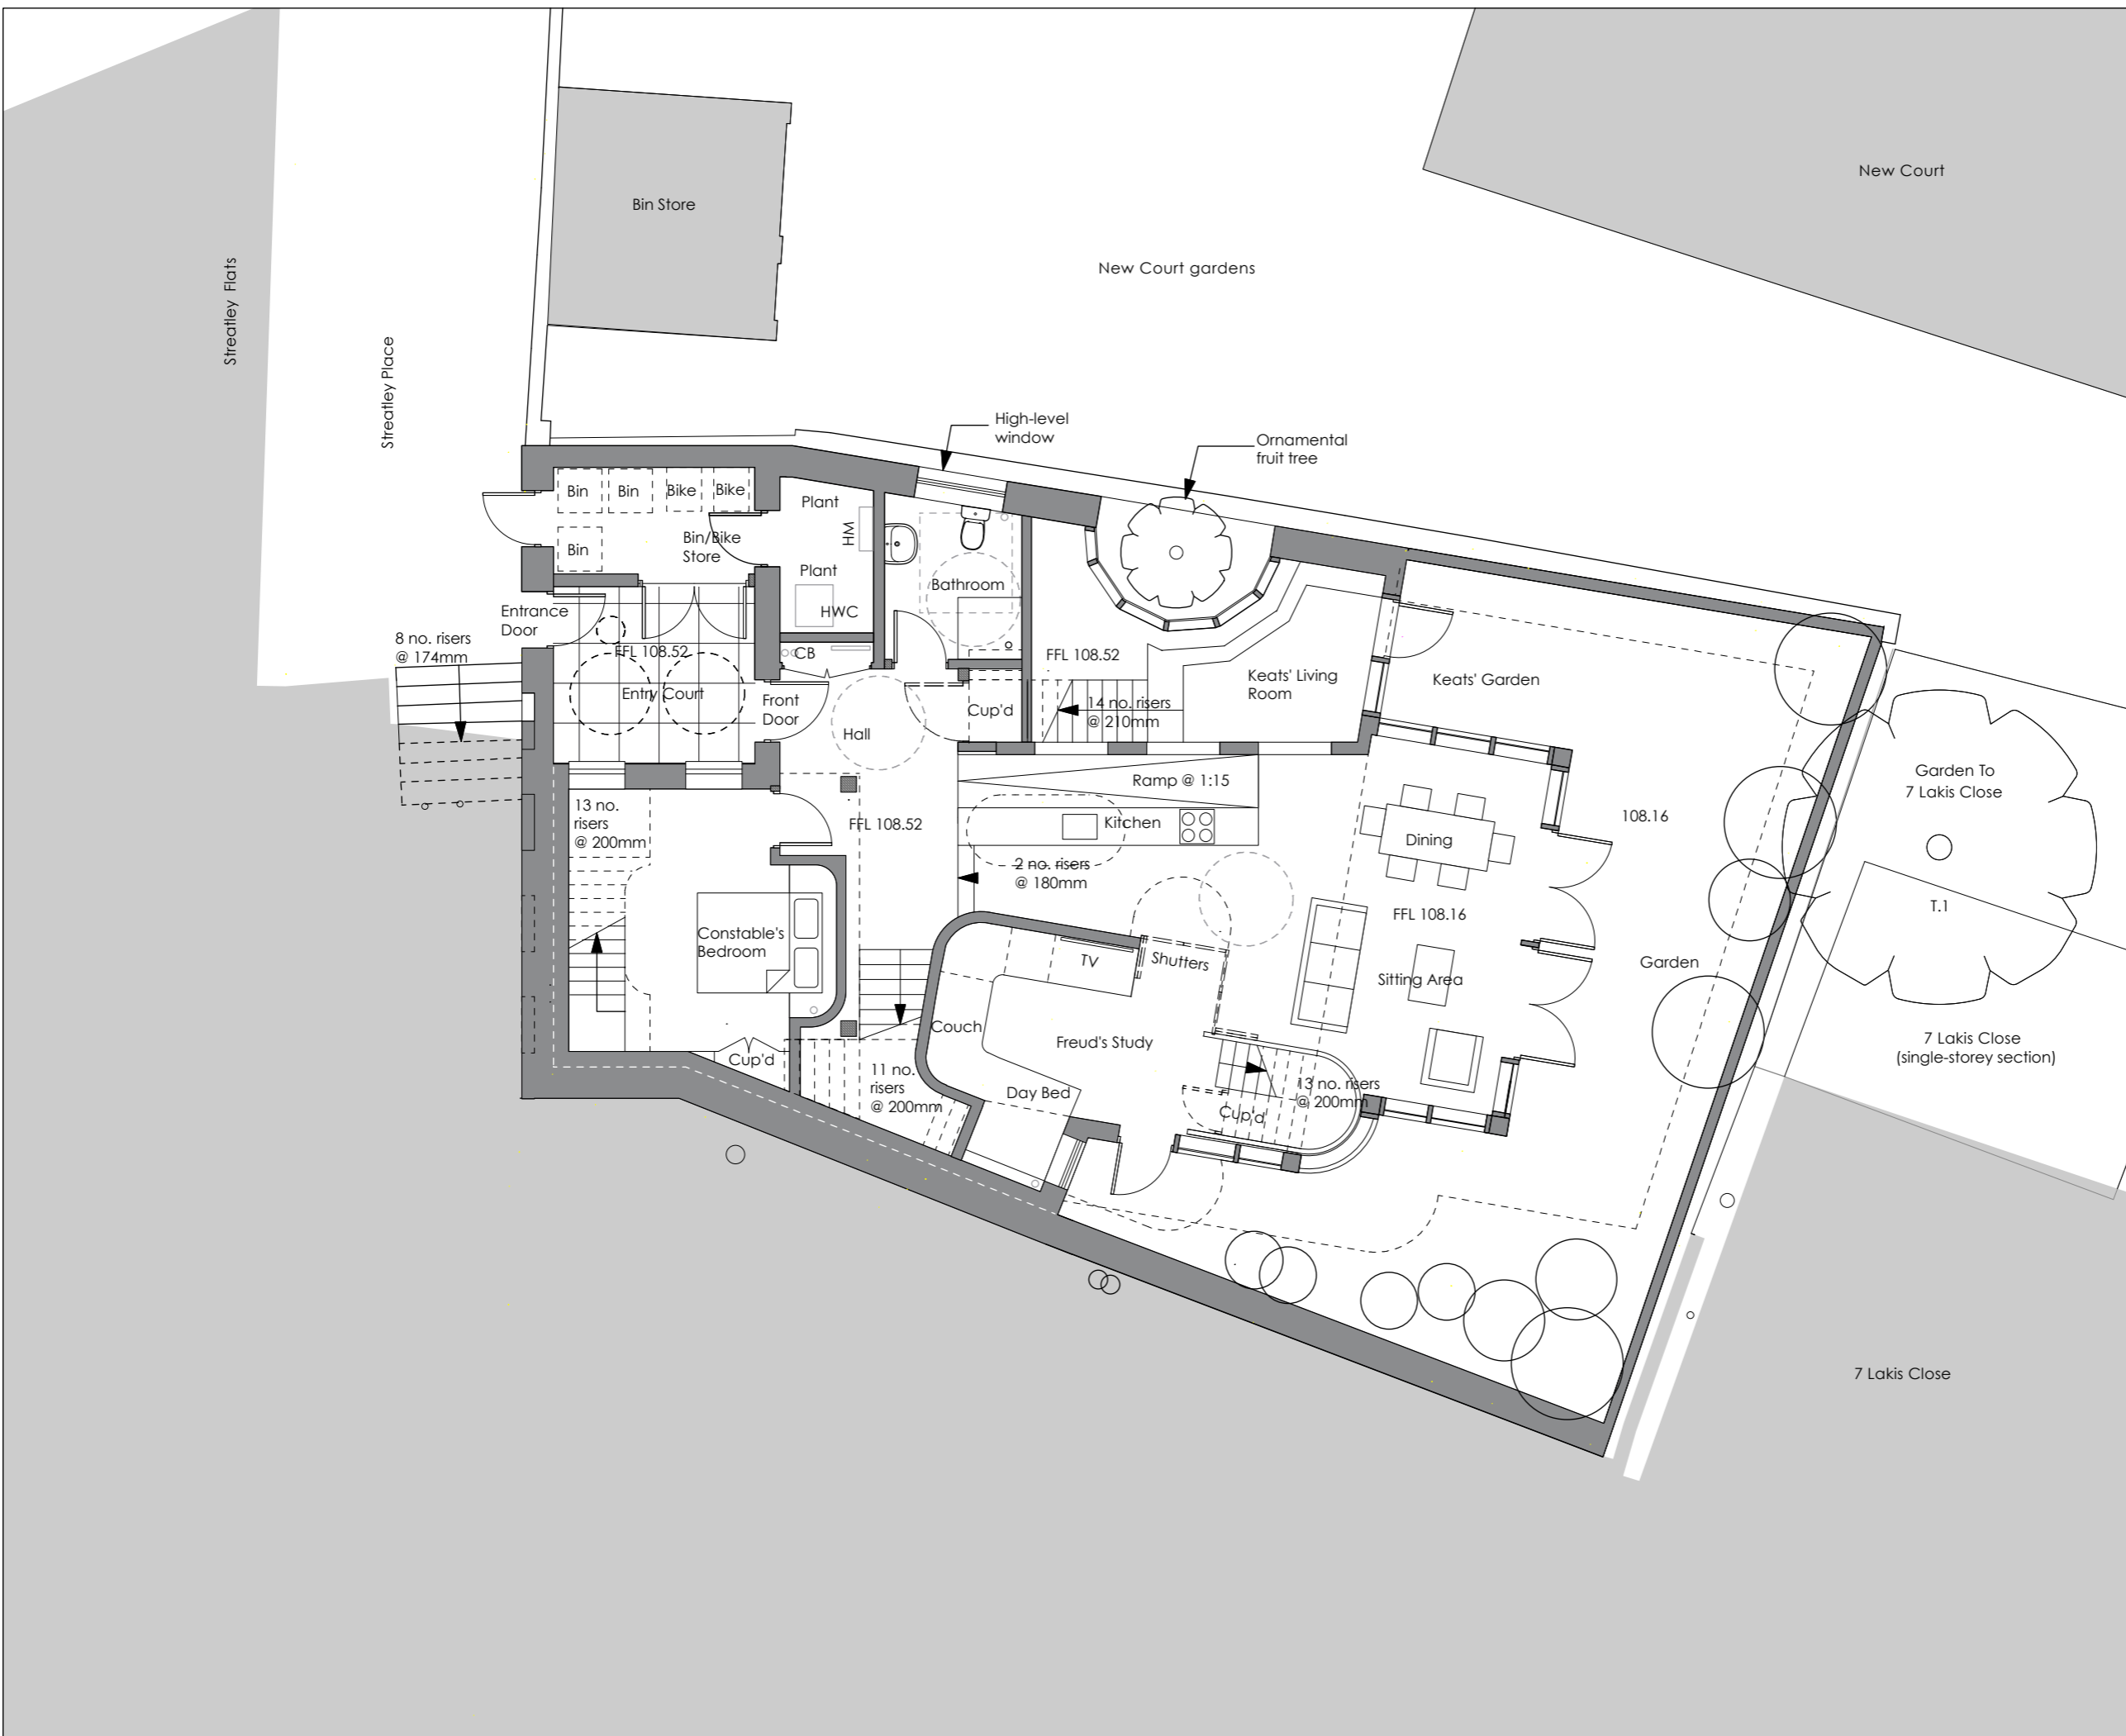 New Court
Bin Store
Streatley Flats
New Court gardens
Streatley Place
High-level
window
Ornamental
fruit tree
Bin
Bin
Bike
Bike
Plant
HM
Bin/Bike
Store
Bin
Plant
HWC
Bathroom
Entrance
Door
8 no. risers
@ 174mm
FFL 108.52
CB
FFL 108.52
Entry Court
Front
Door
Hall
Cup'd
14 no. risers
@ 210mm
Keats' Living
Room
Keats' Garden
Ramp @ 1:15
Garden To
7 Lakis Close
13 no.
risers
@ 200mm
FFL 108.52
Kitchen
Dining
108.16
2 no. risers
@ 180mm
FFL 108.16
T.1
Constable's
Bedroom
TV
Shutters
Sitting Area
Garden
Couch
Freud's Study
7 Lakis Close
(single-storey section)
Cup'd
11 no.
risers
@ 200mm
Day Bed
Cup'd
13 no. risers
@ 200mm
7 Lakis Close